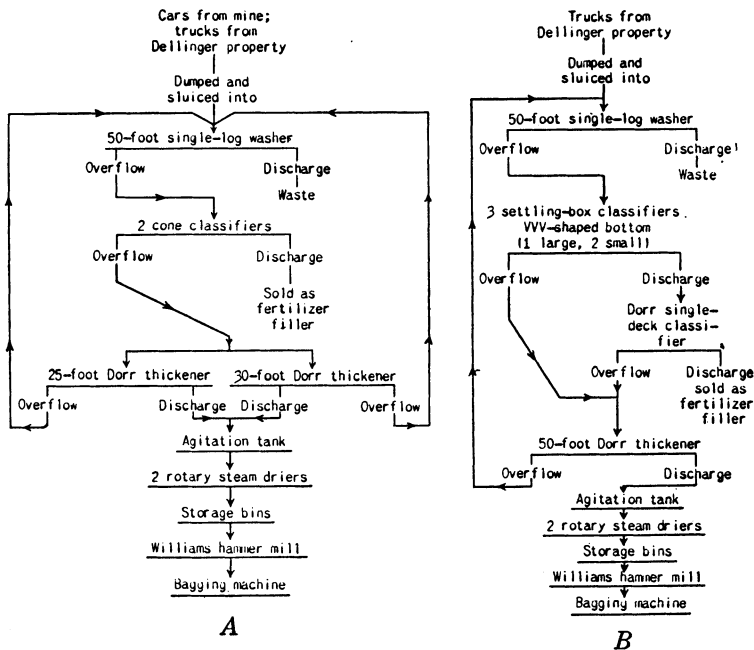 Cars from mine;
trucks from
Dellinger property
Dumped and
sluiced into
50-foot single-log washer
Overflow
Discharge
Waste
2 cone classifiers
Overflow
Discharge
Sold as
fertilizer
filler
25-foot Dorr thickener
30-foot Dorr thickener
Overflow
Discharge
Discharge
Overflow
Agitation tank
2 rotary steam driers
Storage bins
Williams hammer mill
Bagging machine
A
Trucks from
Dellinger property
Dumped and
sluiced into
50-foot single-log washer
Overflow
Discharge
Waste
3 settling-box classifiers
VVV-shaped bottom
(1 large, 2 small)
Overflow
Discharge
Dorr single-
deck classi-
fier
Overflow
Discharge
sold as
fertilizer
filler
50-foot Dorr thickener
Overflow
Discharge
Agitation tank
2 rotary steam driers
Storage bins
Williams hammer mill
Bagging machine
B